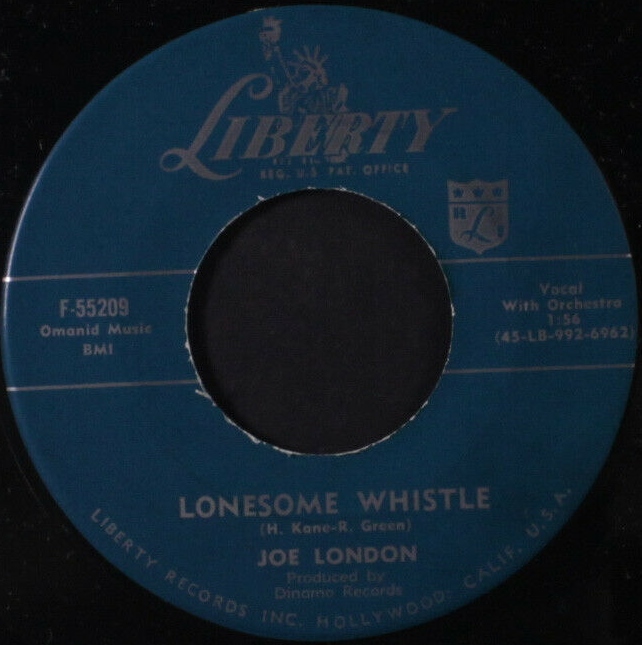 LIBERTY
REG. U.S. PAT. OFFICE
F-55209
Omanid Music
BMI
Vocal
With Orchestra
1:56
(45-LB-992-6962)
LONESOME WHISTLE
(H. Kane-R. Green)
JOE LONDON
Produced by
Dinamo Records
LIBERTY RECORDS INC. HOLLYWOOD, CALIF. U.S.A.